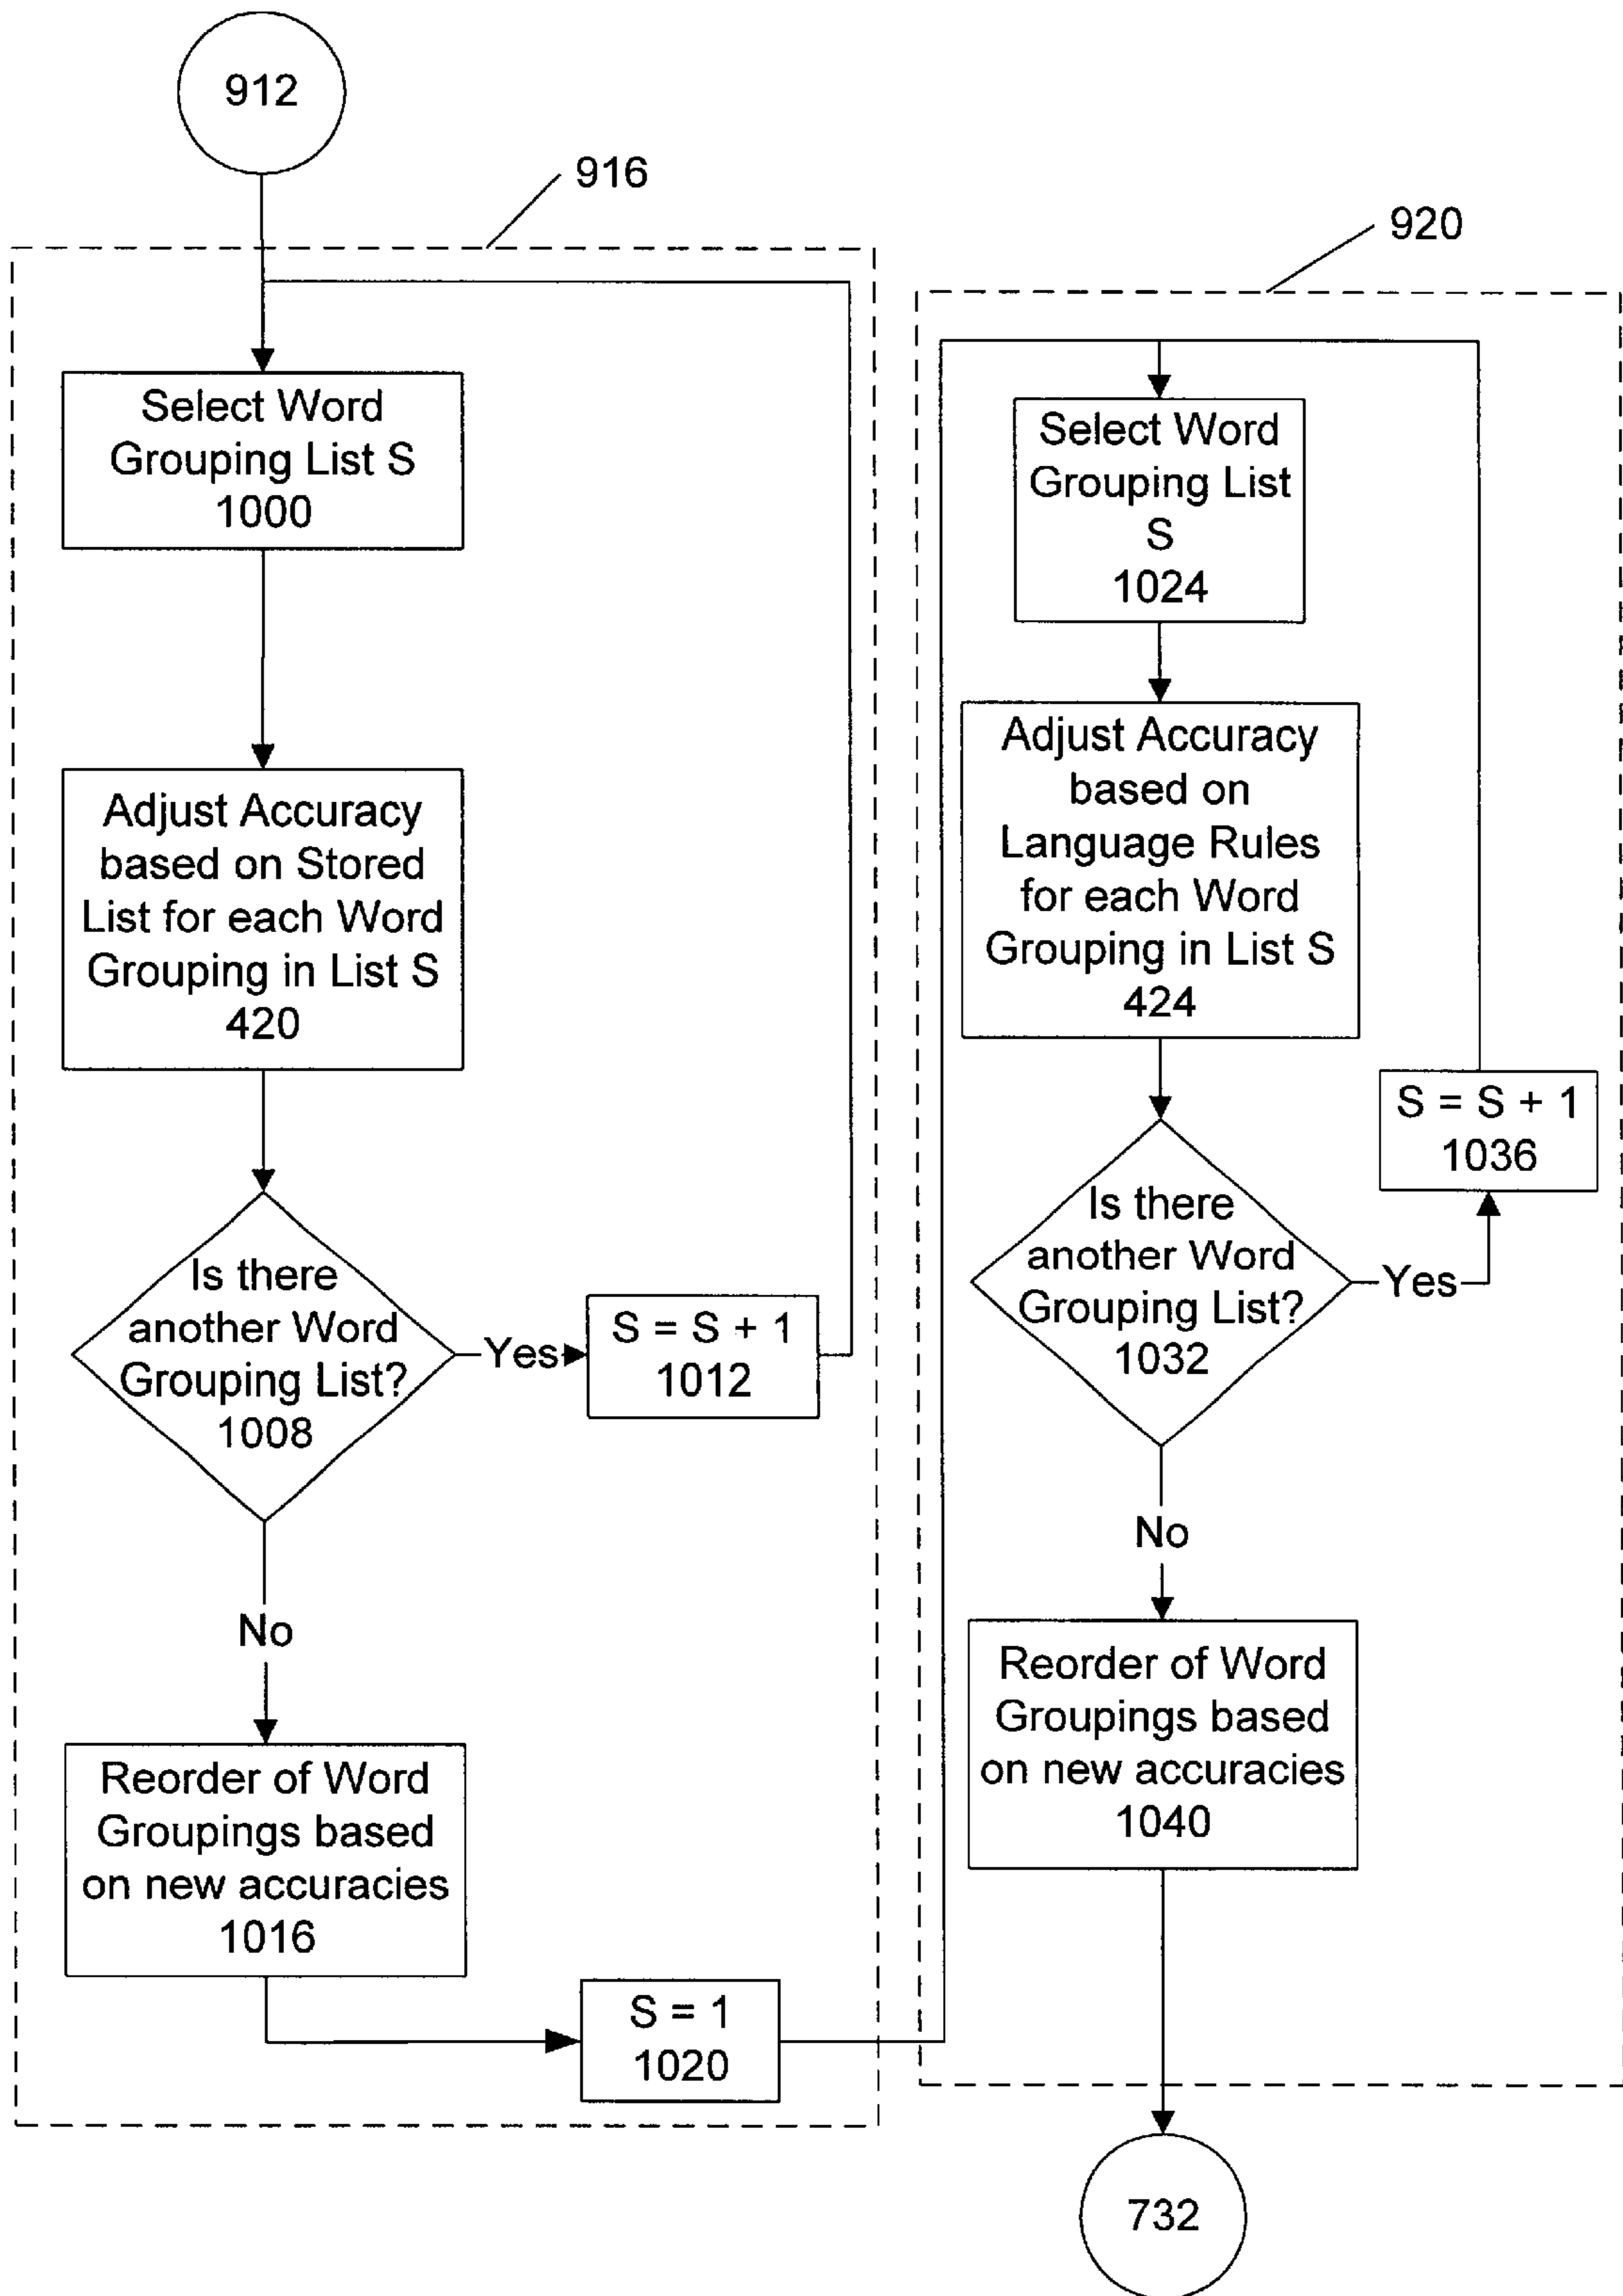 912
916
Select Word
Grouping List S
1000
Adjust Accuracy
based on Stored
List for each Word
Grouping in List S
420
Is there
another Word
Grouping List?
1008
Yes
S = S + 1
1012
No
Reorder of Word
Groupings based
on new accuracies
1016
S = 1
1020
920
Select Word
Grouping List
S
1024
Adjust Accuracy
based on
Language Rules
for each Word
Grouping in List S
424
Is there
another Word
Grouping List?
1032
Yes
S = S + 1
1036
No
Reorder of Word
Groupings based
on new accuracies
1040
732